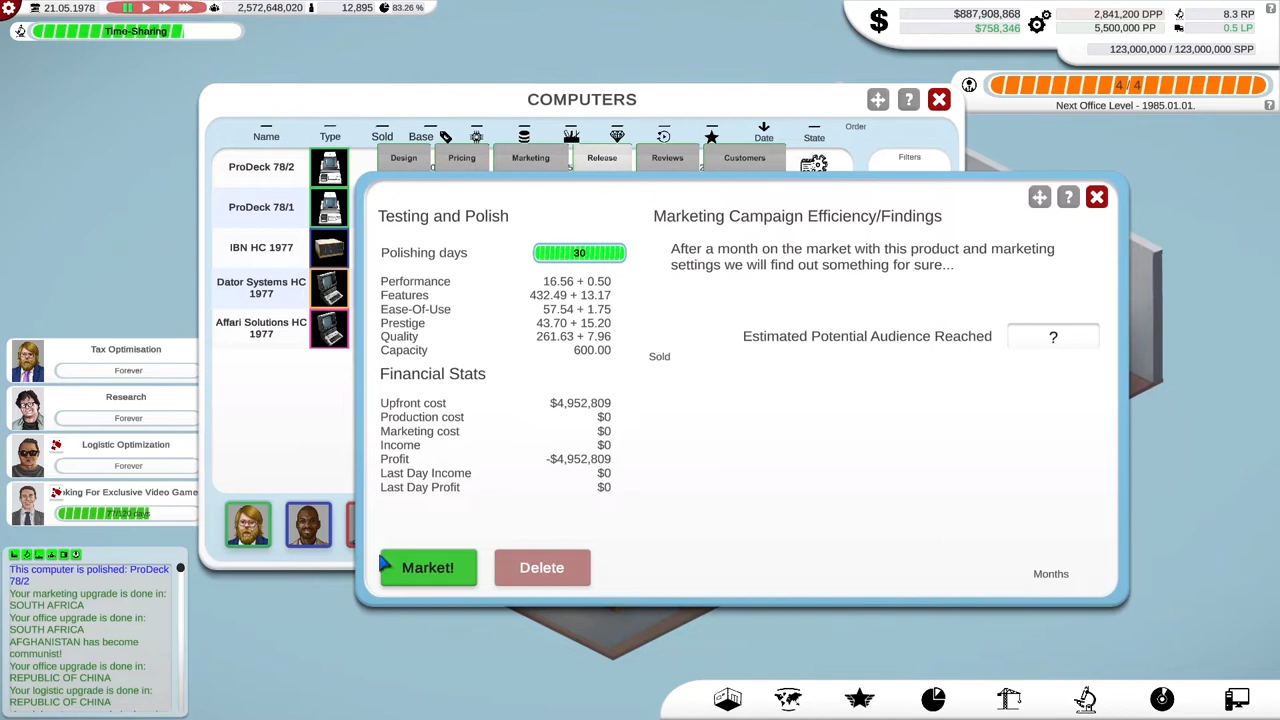 21.05.1978
2,572,648,020
12,895
83.26 %
$887,908,868
$758,346
2,841,200 DPP
5,500,000 PP
8.3 RP
0.5 LP
123,000,000 / 123,000,000 SPP
Time-Sharing
4 / 4
Next Office Level - 1985.01.01.
COMPUTERS
Name
Type
Sold
Base
Date
State
Order
Filters
ProDeck 78/2
ProDeck 78/1
IBN HC 1977
Dator Systems HC
1977
Affari Solutions HC
1977
Design
Pricing
Marketing
Release
Reviews
Customers
Testing and Polish
Polishing days
30
Performance 16.56 + 0.50
Features 432.49 + 13.17
Ease-Of-Use 57.54 + 1.75
Prestige 43.70 + 15.20
Quality 261.63 + 7.96
Capacity 600.00
Financial Stats
Upfront cost $4,952,809
Production cost $0
Marketing cost $0
Income $0
Profit -$4,952,809
Last Day Income $0
Last Day Profit $0
Market!
Delete
Marketing Campaign Efficiency/Findings
After a month on the market with this product and marketing
settings we will find out something for sure...
Estimated Potential Audience Reached
?
Sold
Months
Tax Optimisation
Forever
Research
Forever
Logistic Optimization
Forever
oking For Exclusive Video Game
This computer is polished: ProDeck
78/2
Your marketing upgrade is done in:
SOUTH AFRICA
Your office upgrade is done in:
SOUTH AFRICA
AFGHANISTAN has become
communist!
Your office upgrade is done in:
REPUBLIC OF CHINA
Your logistic upgrade is done in:
REPUBLIC OF CHINA